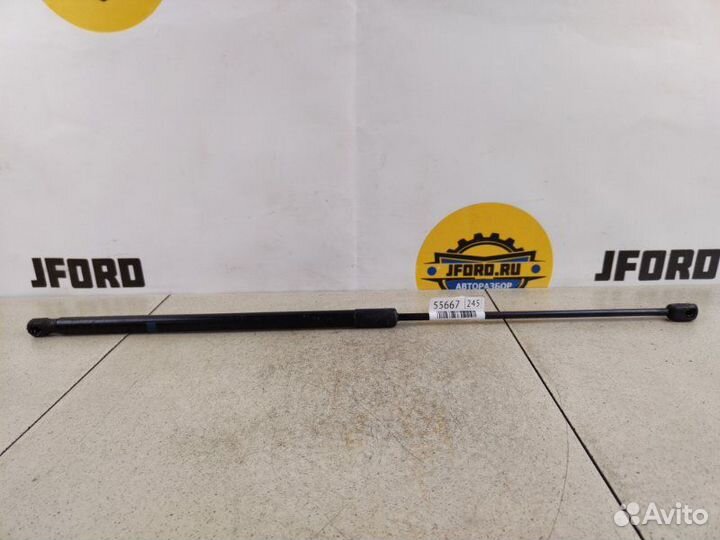 JFORD
JFORD.RU
АВТОРАЗБОР
JFORD
55667 245
Avito